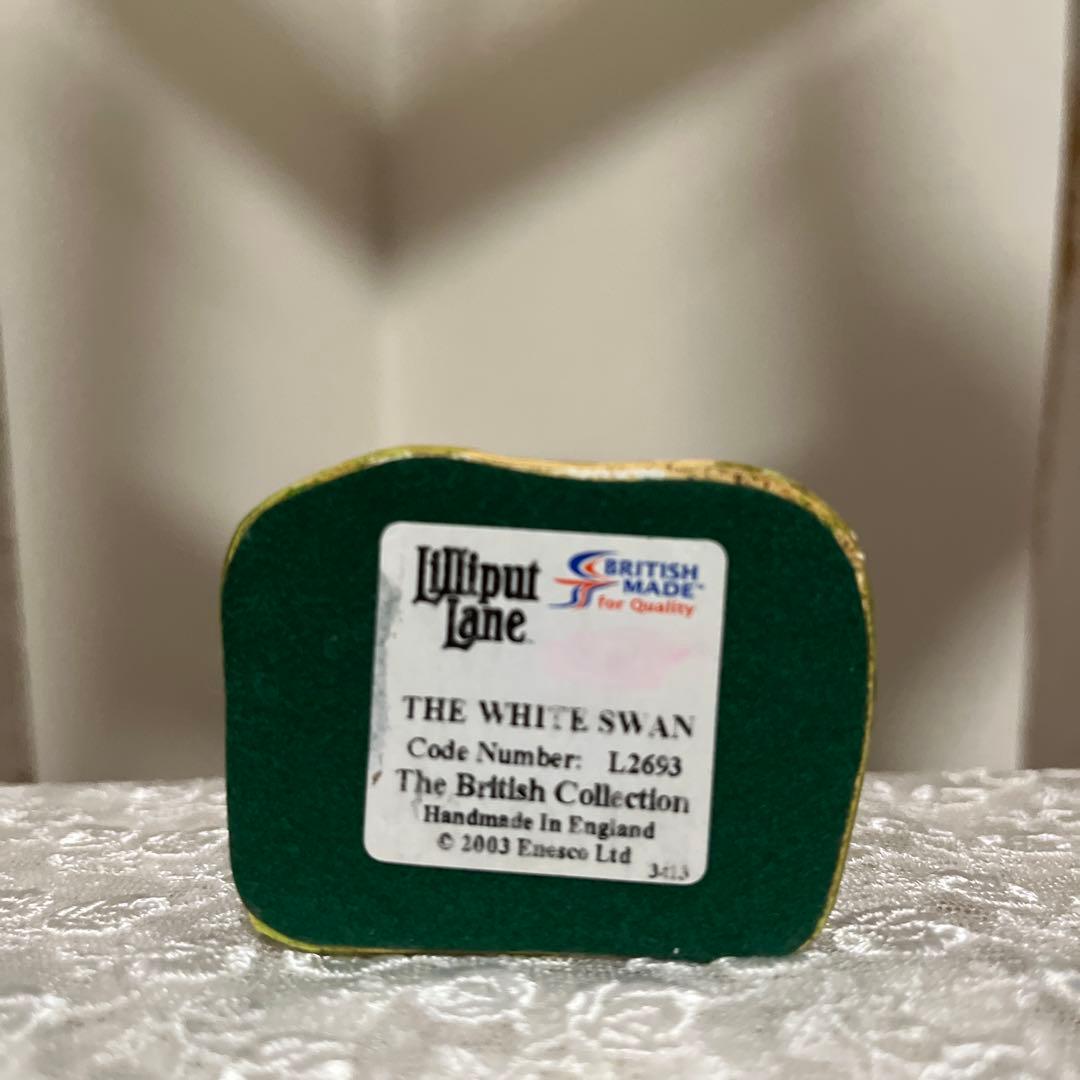 Lilliput
Lane
BRITISH
MADE™
for Quality
THE WHITE SWAN
Code Number: L2693
The British Collection
Handmade In England
© 2003 Enesco Ltd
3413